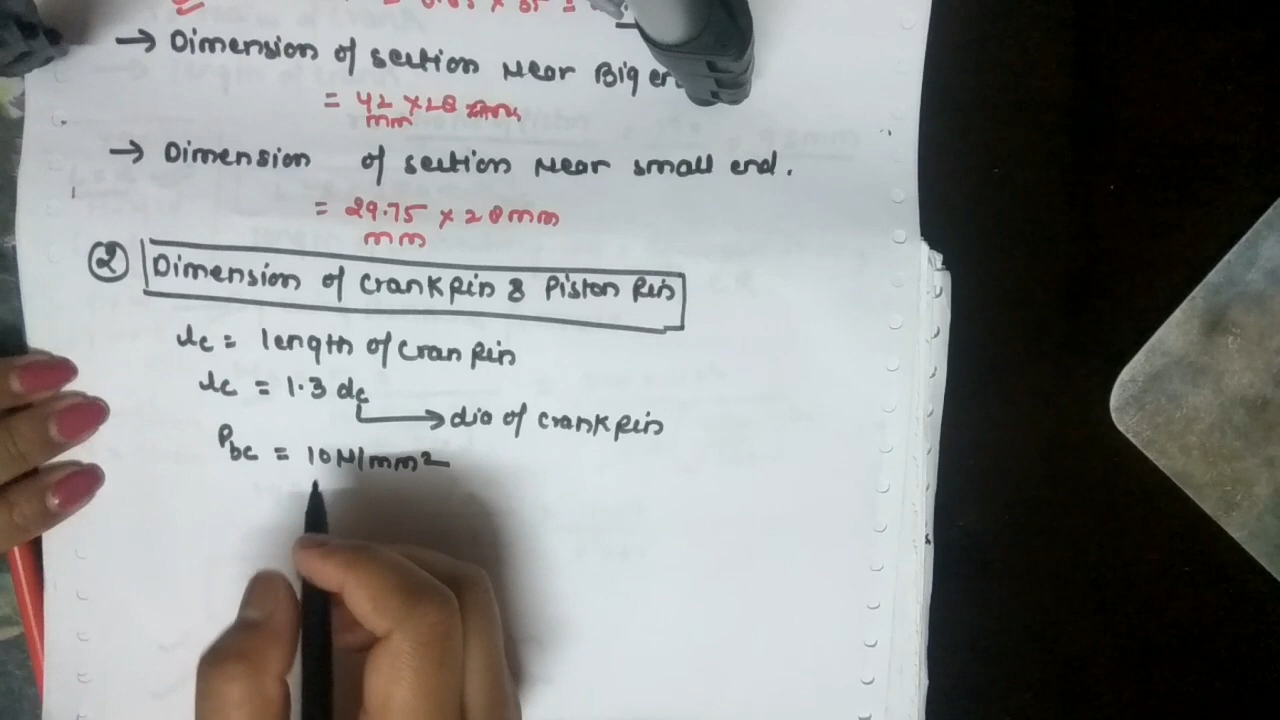 → Dimension of section Near Big en
= 42 × 28
mm
→ Dimension of section Near small end.
= 29.75 × 28 mm
mm
② Dimension of Crank Pin & Piston Pin
lc = length of Cran Pin
lc = 1.3 dc
→ dia of Crank Pin
Pbc = 10 N/mm²